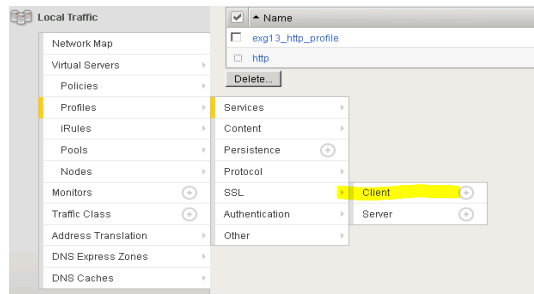 Local Traffic
Name
exg13_http_profile
http
Delete...
Network Map
Virtual Servers
Policies
Profiles
iRules
Pools
Nodes
Monitors
Traffic Class
Address Translation
DNS Express Zones
DNS Caches
Services
Content
Persistence
Protocol
SSL
Authentication
Other
Client
Server